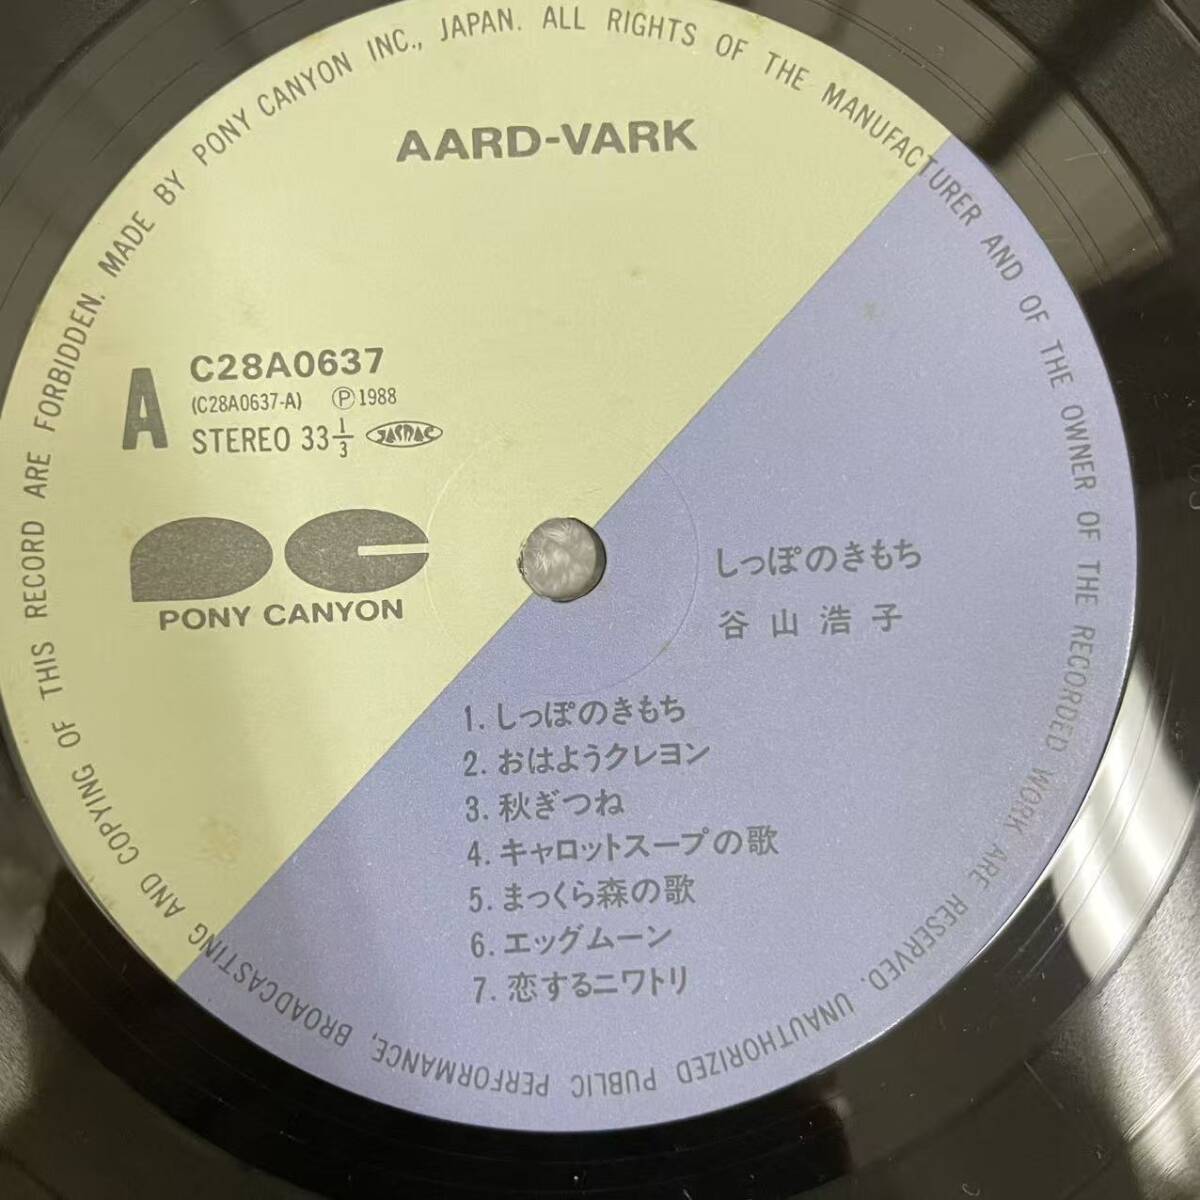 MADE BY PONY CANYON INC., JAPAN. ALL RIGHTS OF THE MANUFACTURER AND OF THE OWNER OF THE RECORDED WORK ARE RESERVED. UNAUTHORIZED PUBLIC PERFORMANCE, BROADCASTING AND COPYING OF THIS RECORD ARE FORBIDDEN.
AARD-VARK
A
C28A0637
(C28A0637-A) Ⓟ1988
STEREO 33 1/3 JASRAC
PONY CANYON
しっぽのきもち
谷山浩子
1. しっぽのきもち
2. おはようクレヨン
3. 秋ぎつね
4. キャロットスープの歌
5. まっくら森の歌
6. エッグムーン
7. 恋するニワトリ